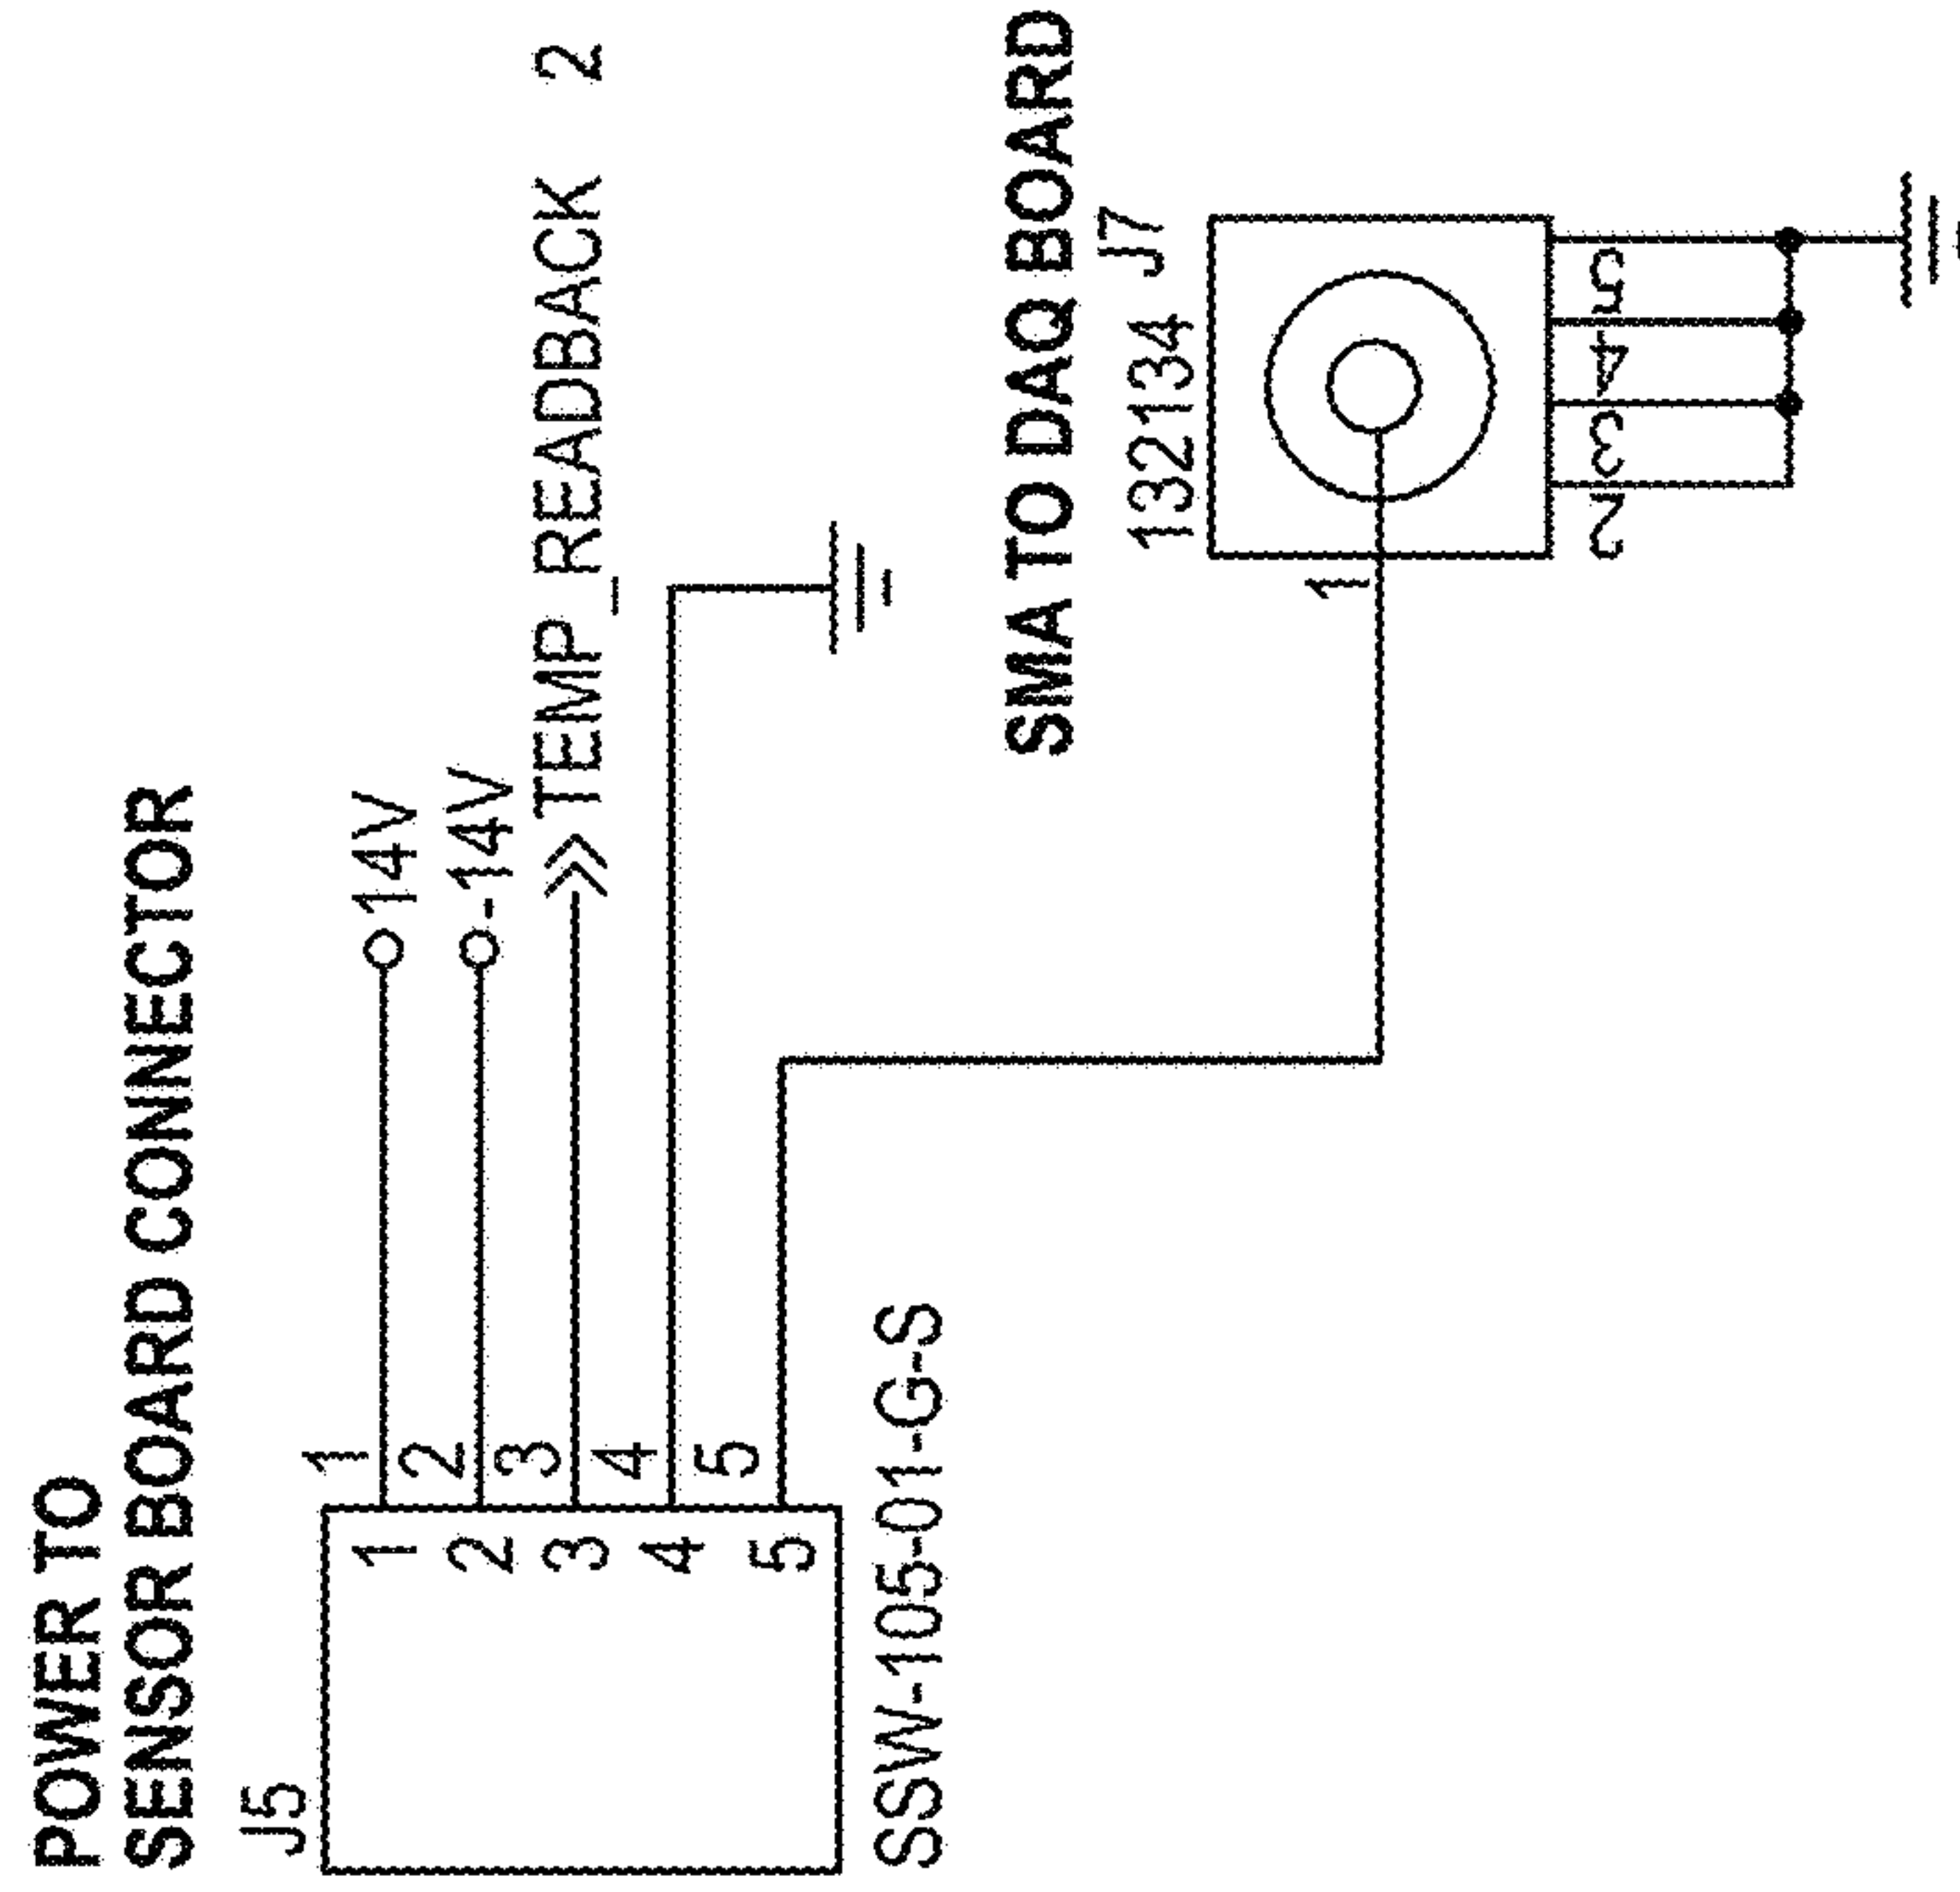 POWER TO
SENSOR BOARD CONNECTOR
J5
1 1
2 2
3 3
4 4
5 5
14V
-14V
TEMP_READBACK 2
SSW-105-01-G-S
SMA TO DAQ BOARD
132134 J7
1
2 3 4 5